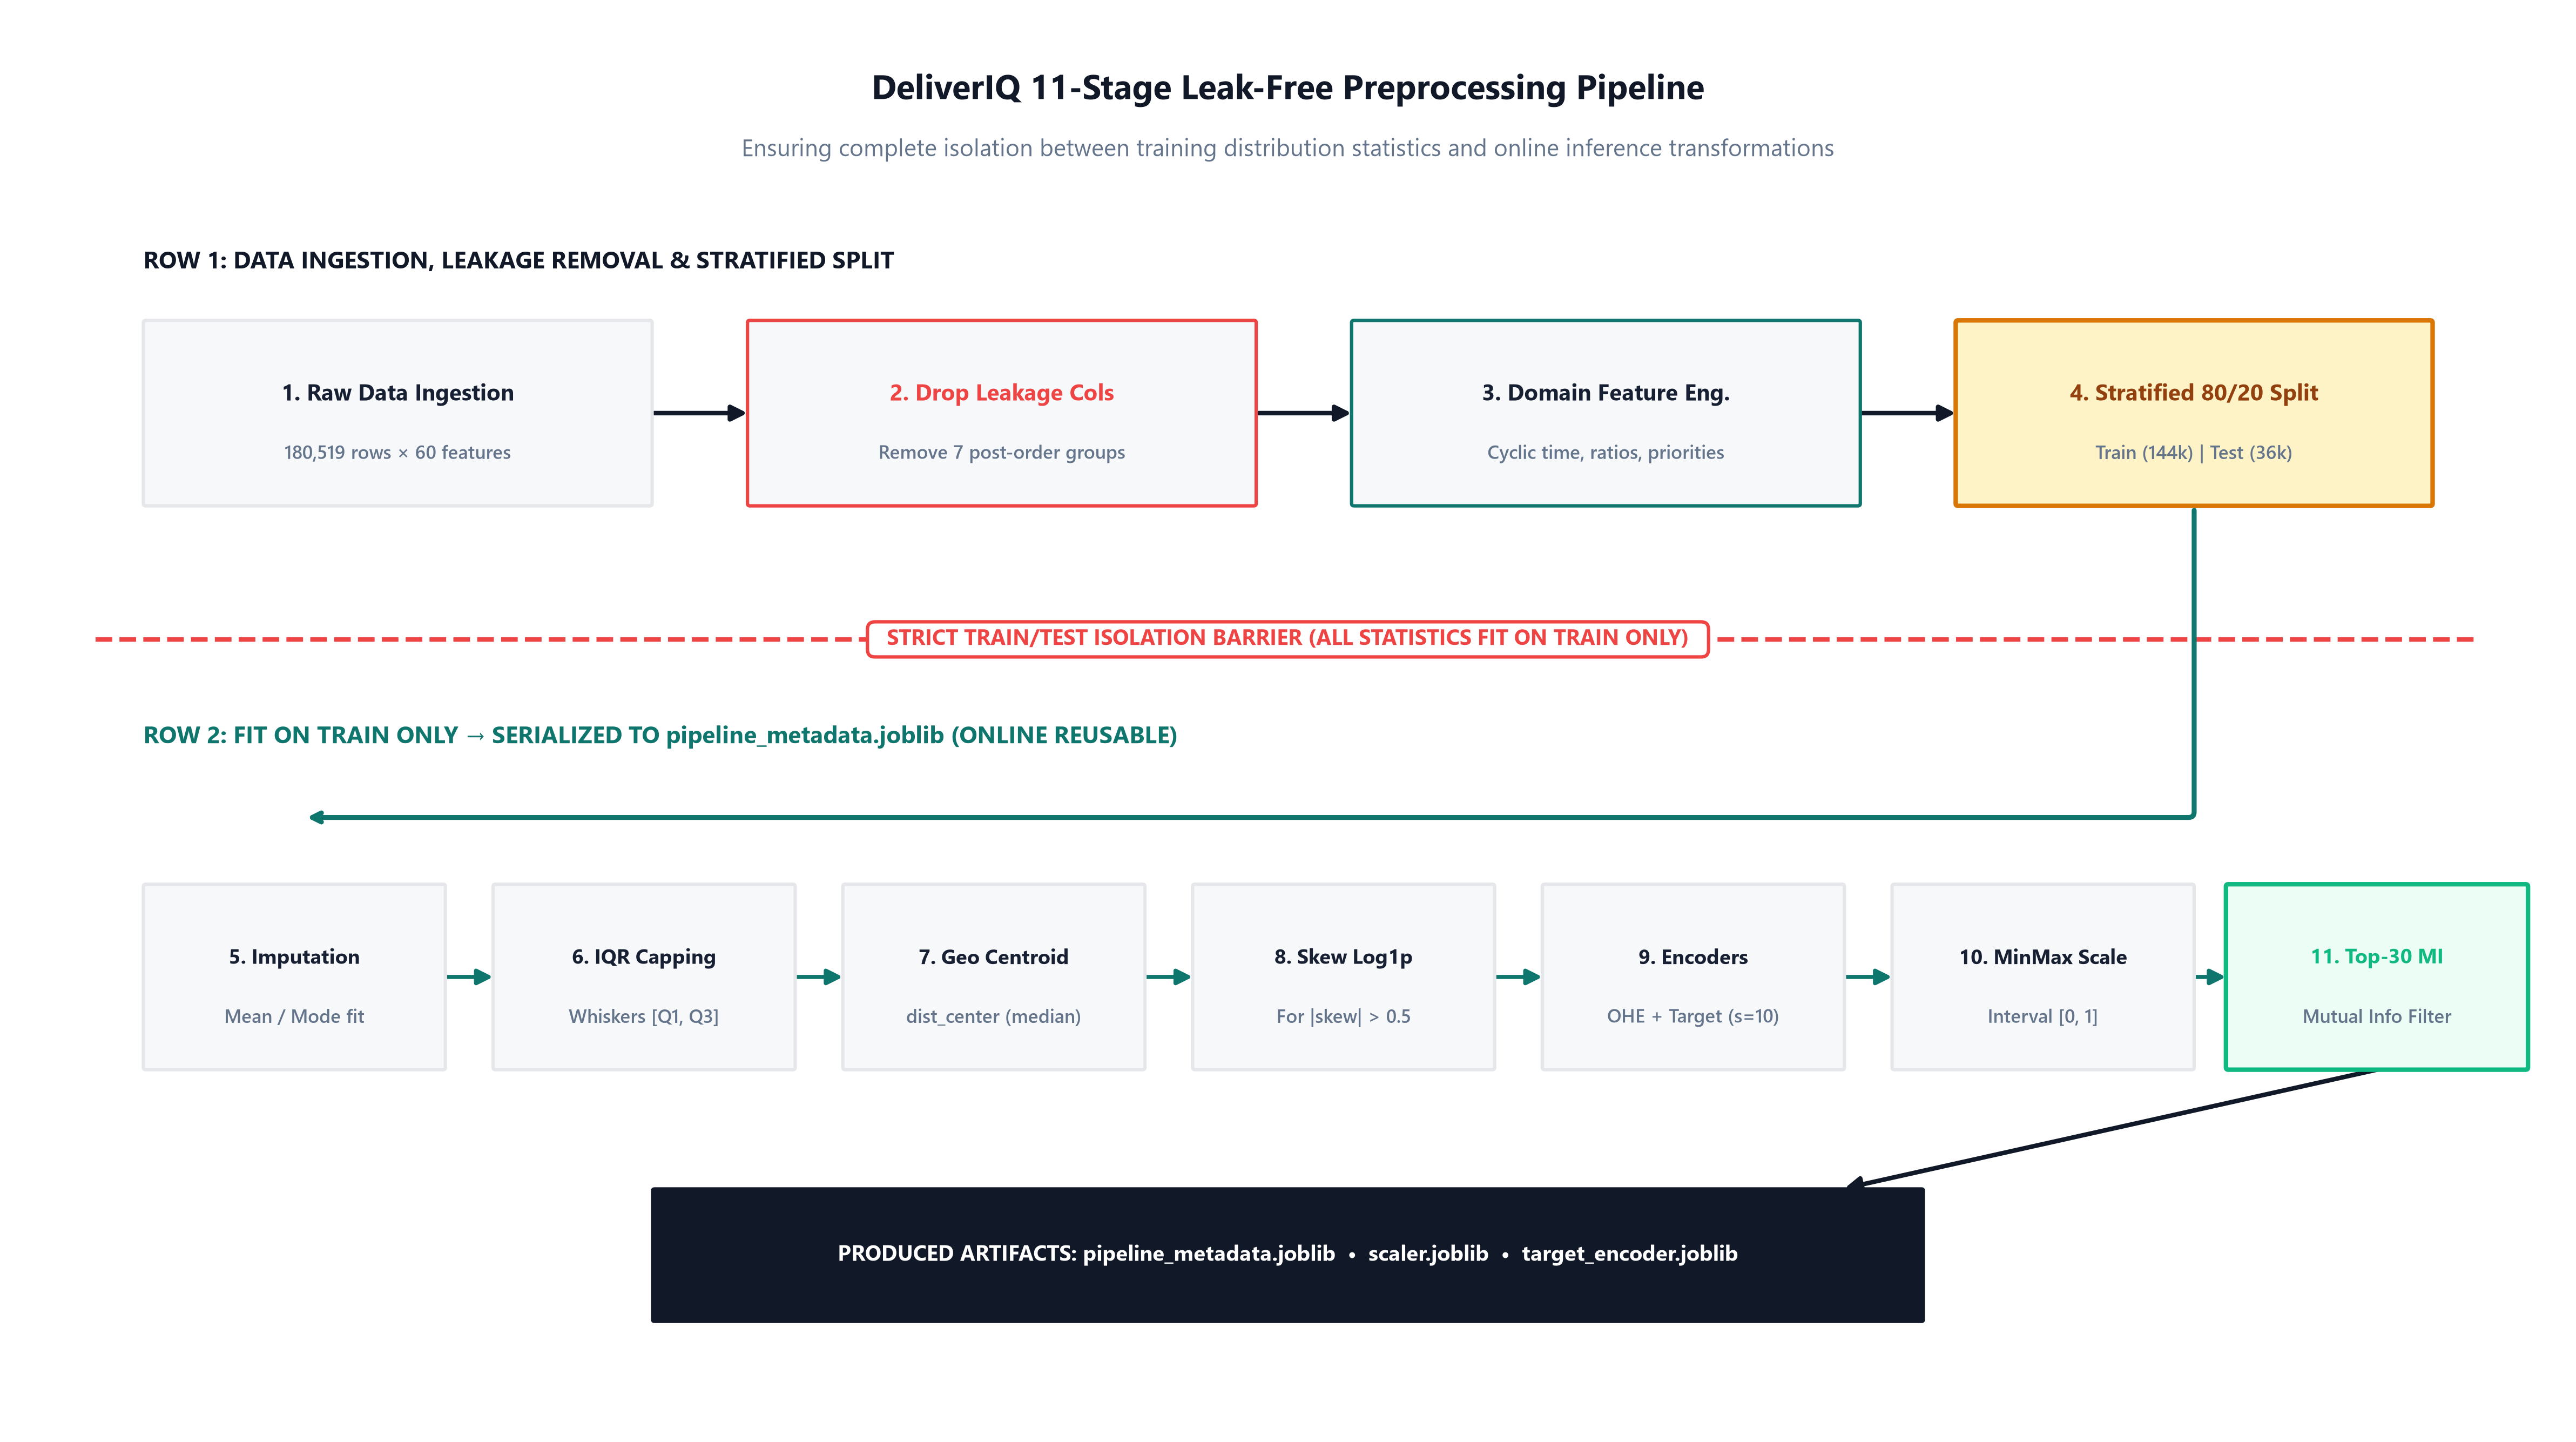 DeliverIQ 11-Stage Leak-Free Preprocessing Pipeline
Ensuring complete isolation between training distribution statistics and online inference transformations
ROW 1: DATA INGESTION, LEAKAGE REMOVAL & STRATIFIED SPLIT
1. Raw Data Ingestion
180,519 rows × 60 features
2. Drop Leakage Cols
Remove 7 post-order groups
3. Domain Feature Eng.
Cyclic time, ratios, priorities
4. Stratified 80/20 Split
Train (144k) | Test (36k)
STRICT TRAIN/TEST ISOLATION BARRIER (ALL STATISTICS FIT ON TRAIN ONLY)
ROW 2: FIT ON TRAIN ONLY → SERIALIZED TO pipeline_metadata.joblib (ONLINE REUSABLE)
5. Imputation
Mean / Mode fit
6. IQR Capping
Whiskers [Q1, Q3]
7. Geo Centroid
dist_center (median)
8. Skew Log1p
For |skew| > 0.5
9. Encoders
OHE + Target (s=10)
10. MinMax Scale
Interval [0, 1]
11. Top-30 MI
Mutual Info Filter
PRODUCED ARTIFACTS: pipeline_metadata.joblib • scaler.joblib • target_encoder.joblib